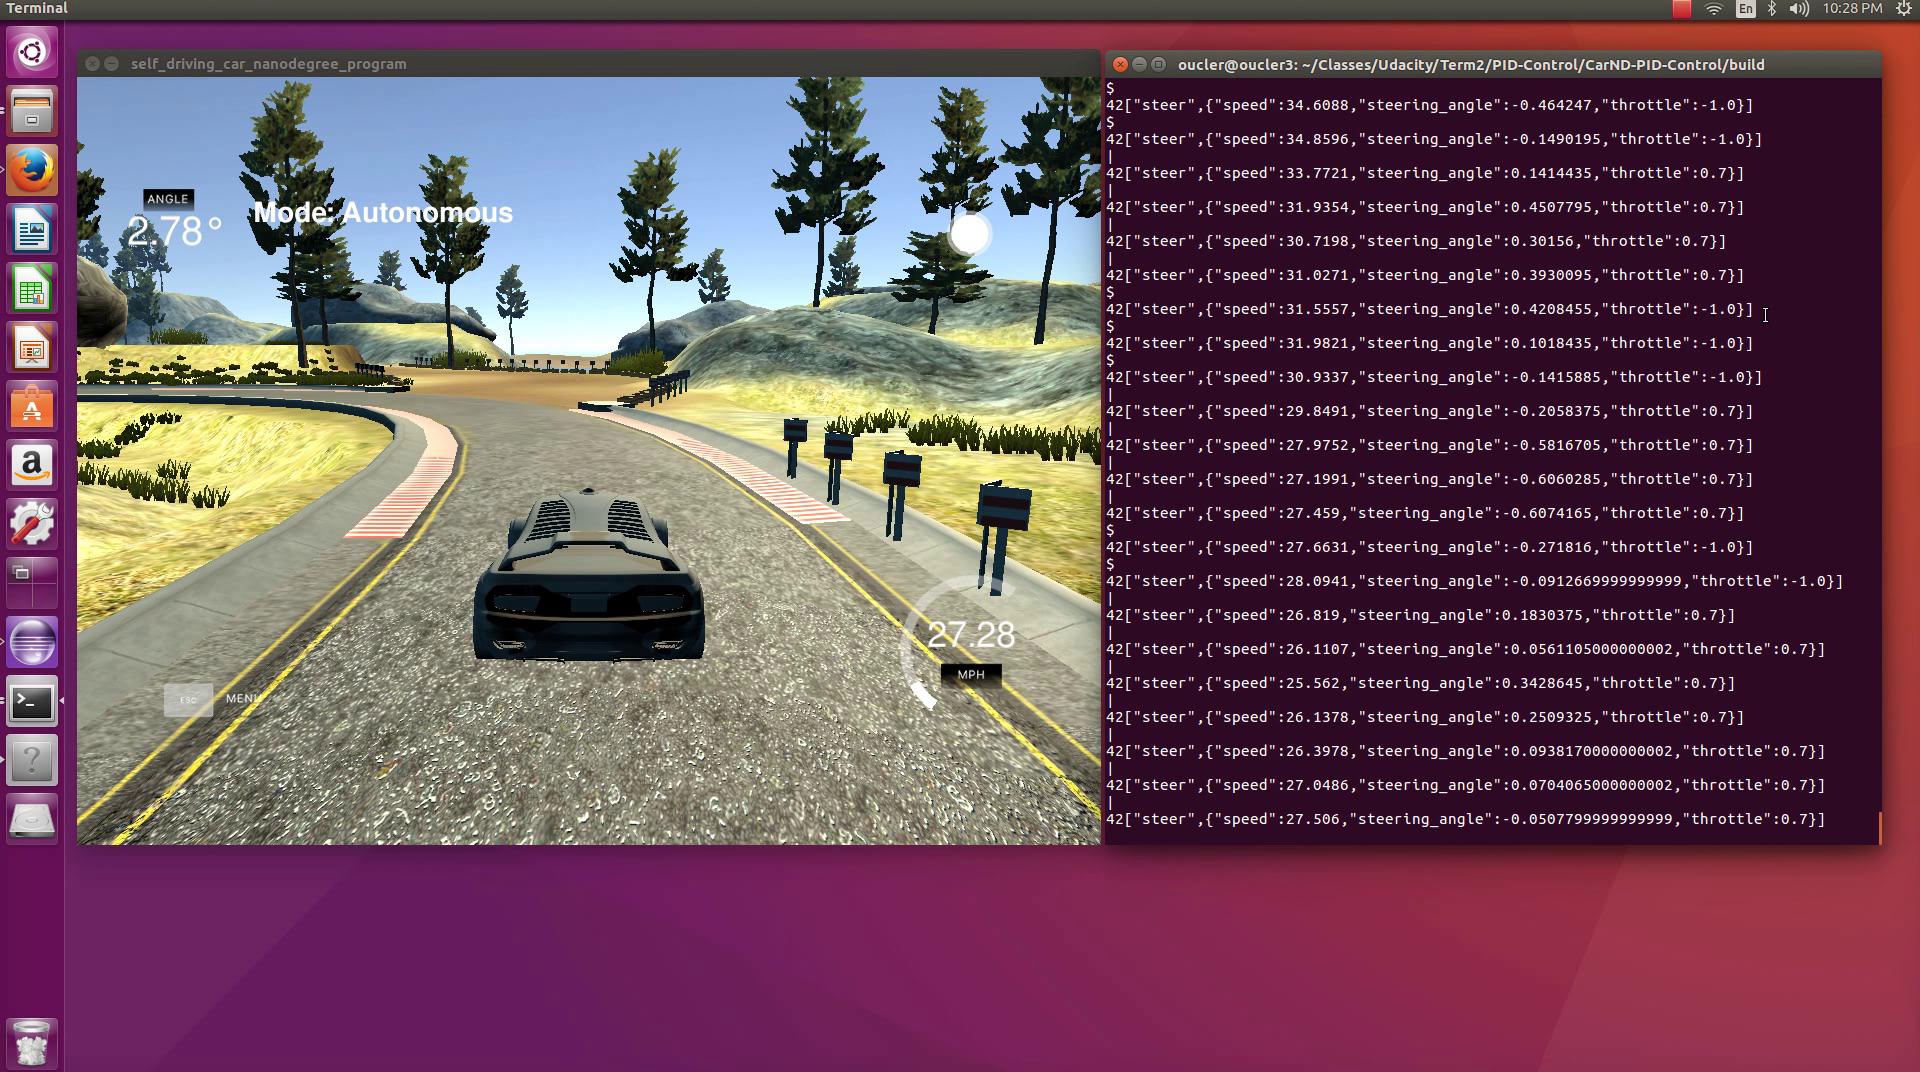 Terminal
En
10:28 PM
self_driving_car_nanodegree_program
ANGLE
2.78°
Mode: Autonomous
27.28
MPH
ESC
MENU
a
>_
?
oucler@oucler3: ~/Classes/Udacity/Term2/PID-Control/CarND-PID-Control/build
$
42["steer",{"speed":34.6088,"steering_angle":-0.464247,"throttle":-1.0}]
$
42["steer",{"speed":34.8596,"steering_angle":-0.1490195,"throttle":-1.0}]
|
42["steer",{"speed":33.7721,"steering_angle":0.1414435,"throttle":0.7}]
|
42["steer",{"speed":31.9354,"steering_angle":0.4507795,"throttle":0.7}]
|
42["steer",{"speed":30.7198,"steering_angle":0.30156,"throttle":0.7}]
|
42["steer",{"speed":31.0271,"steering_angle":0.3930095,"throttle":0.7}]
$
42["steer",{"speed":31.5557,"steering_angle":0.4208455,"throttle":-1.0}]
$
42["steer",{"speed":31.9821,"steering_angle":0.1018435,"throttle":-1.0}]
$
42["steer",{"speed":30.9337,"steering_angle":-0.1415885,"throttle":-1.0}]
|
42["steer",{"speed":29.8491,"steering_angle":-0.2058375,"throttle":0.7}]
|
42["steer",{"speed":27.9752,"steering_angle":-0.5816705,"throttle":0.7}]
|
42["steer",{"speed":27.1991,"steering_angle":-0.6060285,"throttle":0.7}]
|
42["steer",{"speed":27.459,"steering_angle":-0.6074165,"throttle":0.7}]
$
42["steer",{"speed":27.6631,"steering_angle":-0.271816,"throttle":-1.0}]
$
42["steer",{"speed":28.0941,"steering_angle":-0.0912669999999999,"throttle":-1.0}]
|
42["steer",{"speed":26.819,"steering_angle":0.1830375,"throttle":0.7}]
|
42["steer",{"speed":26.1107,"steering_angle":0.0561105000000002,"throttle":0.7}]
|
42["steer",{"speed":25.562,"steering_angle":0.3428645,"throttle":0.7}]
|
42["steer",{"speed":26.1378,"steering_angle":0.2509325,"throttle":0.7}]
|
42["steer",{"speed":26.3978,"steering_angle":0.0938170000000002,"throttle":0.7}]
|
42["steer",{"speed":27.0486,"steering_angle":0.0704065000000002,"throttle":0.7}]
|
42["steer",{"speed":27.506,"steering_angle":-0.0507799999999999,"throttle":0.7}]